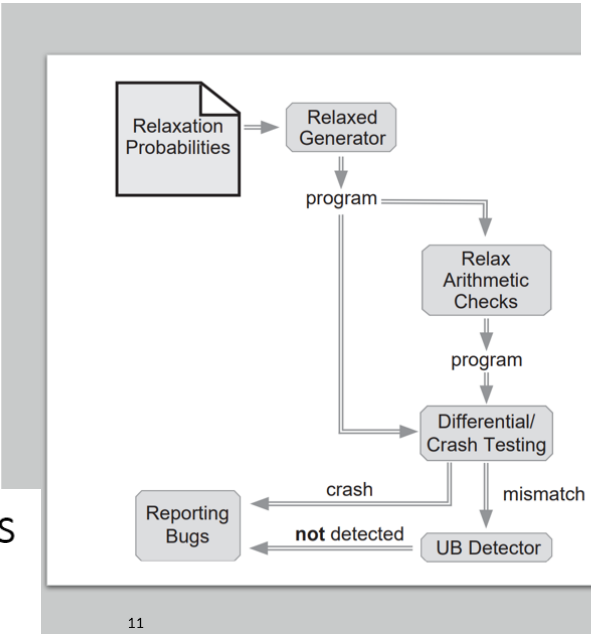 Relaxation
Probabilities
Relaxed
Generator
program
Relax
Arithmetic
Checks
program
Differential/
Crash Testing
crash
mismatch
Reporting
Bugs
not detected
UB Detector
s
11